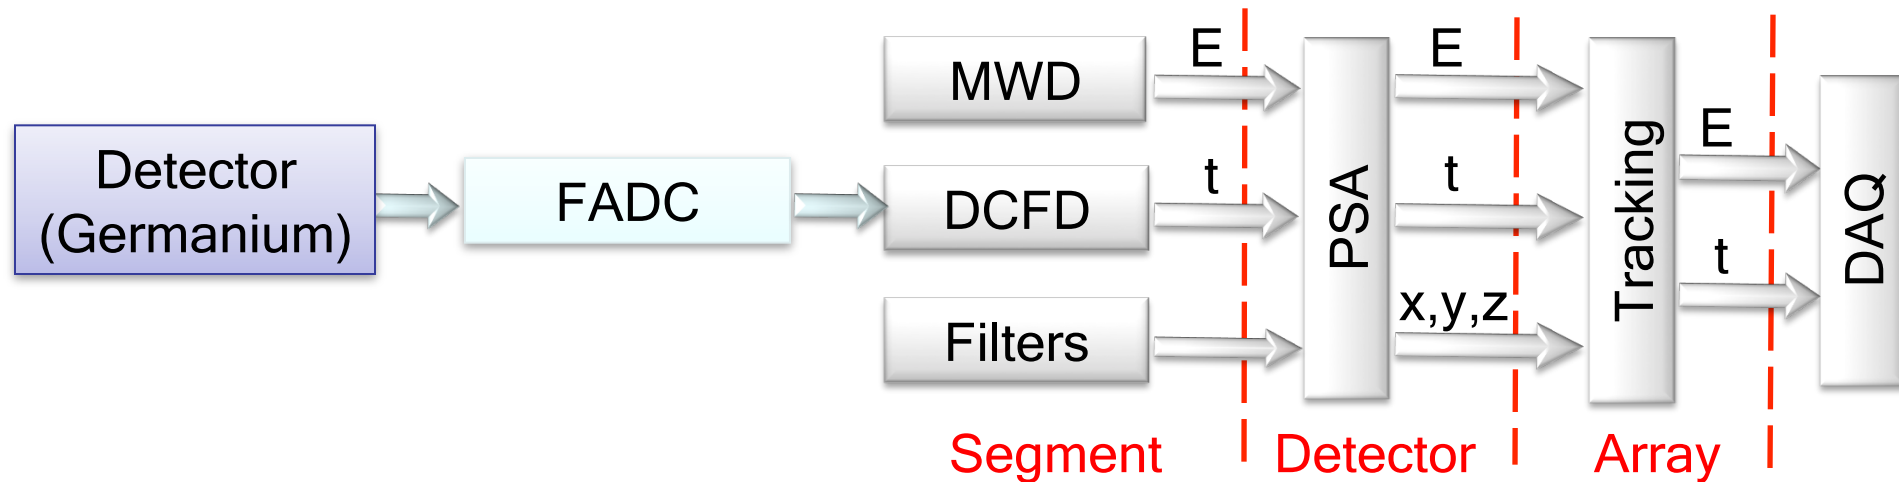 Detector
(Germanium)
FADC
MWD
DCFD
Filters
E
t
PSA
E
t
x,y,z
Tracking
E
t
DAQ
Segment
Detector
Array